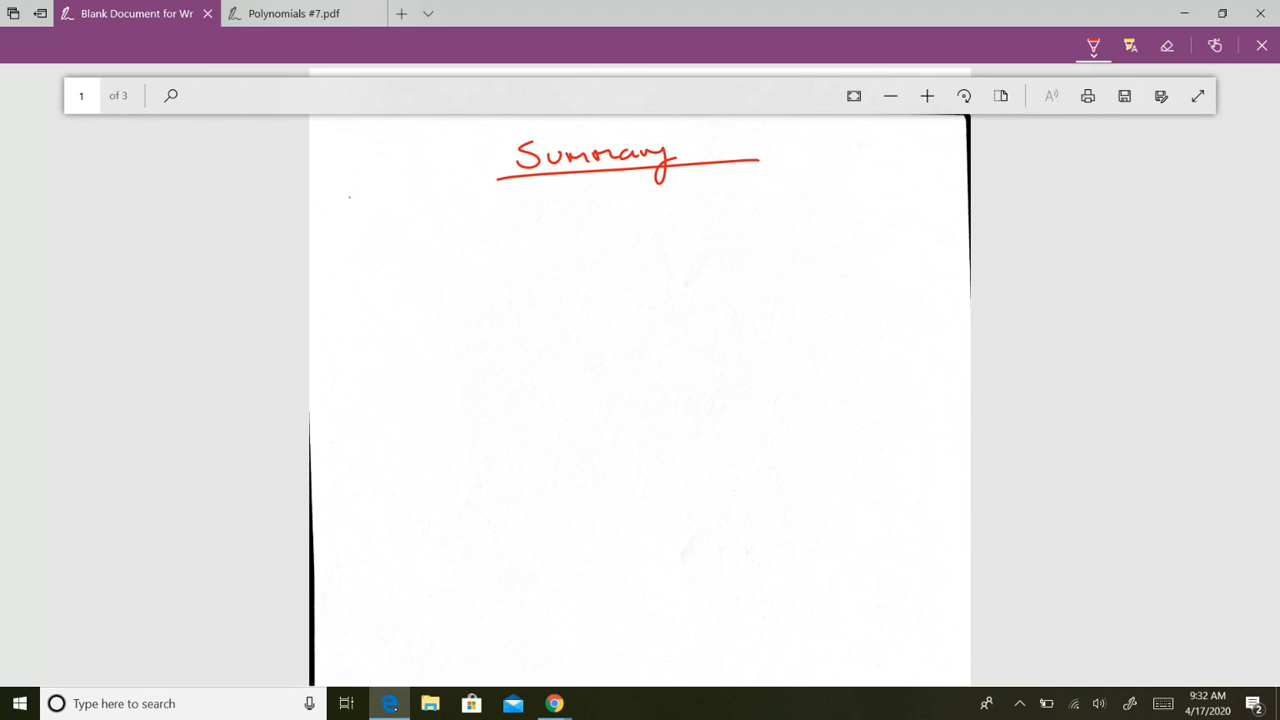 Blank Document for Wr
Polynomials #7.pdf
1 of 3
Summary
Type here to search
9:32 AM
4/17/2020
2